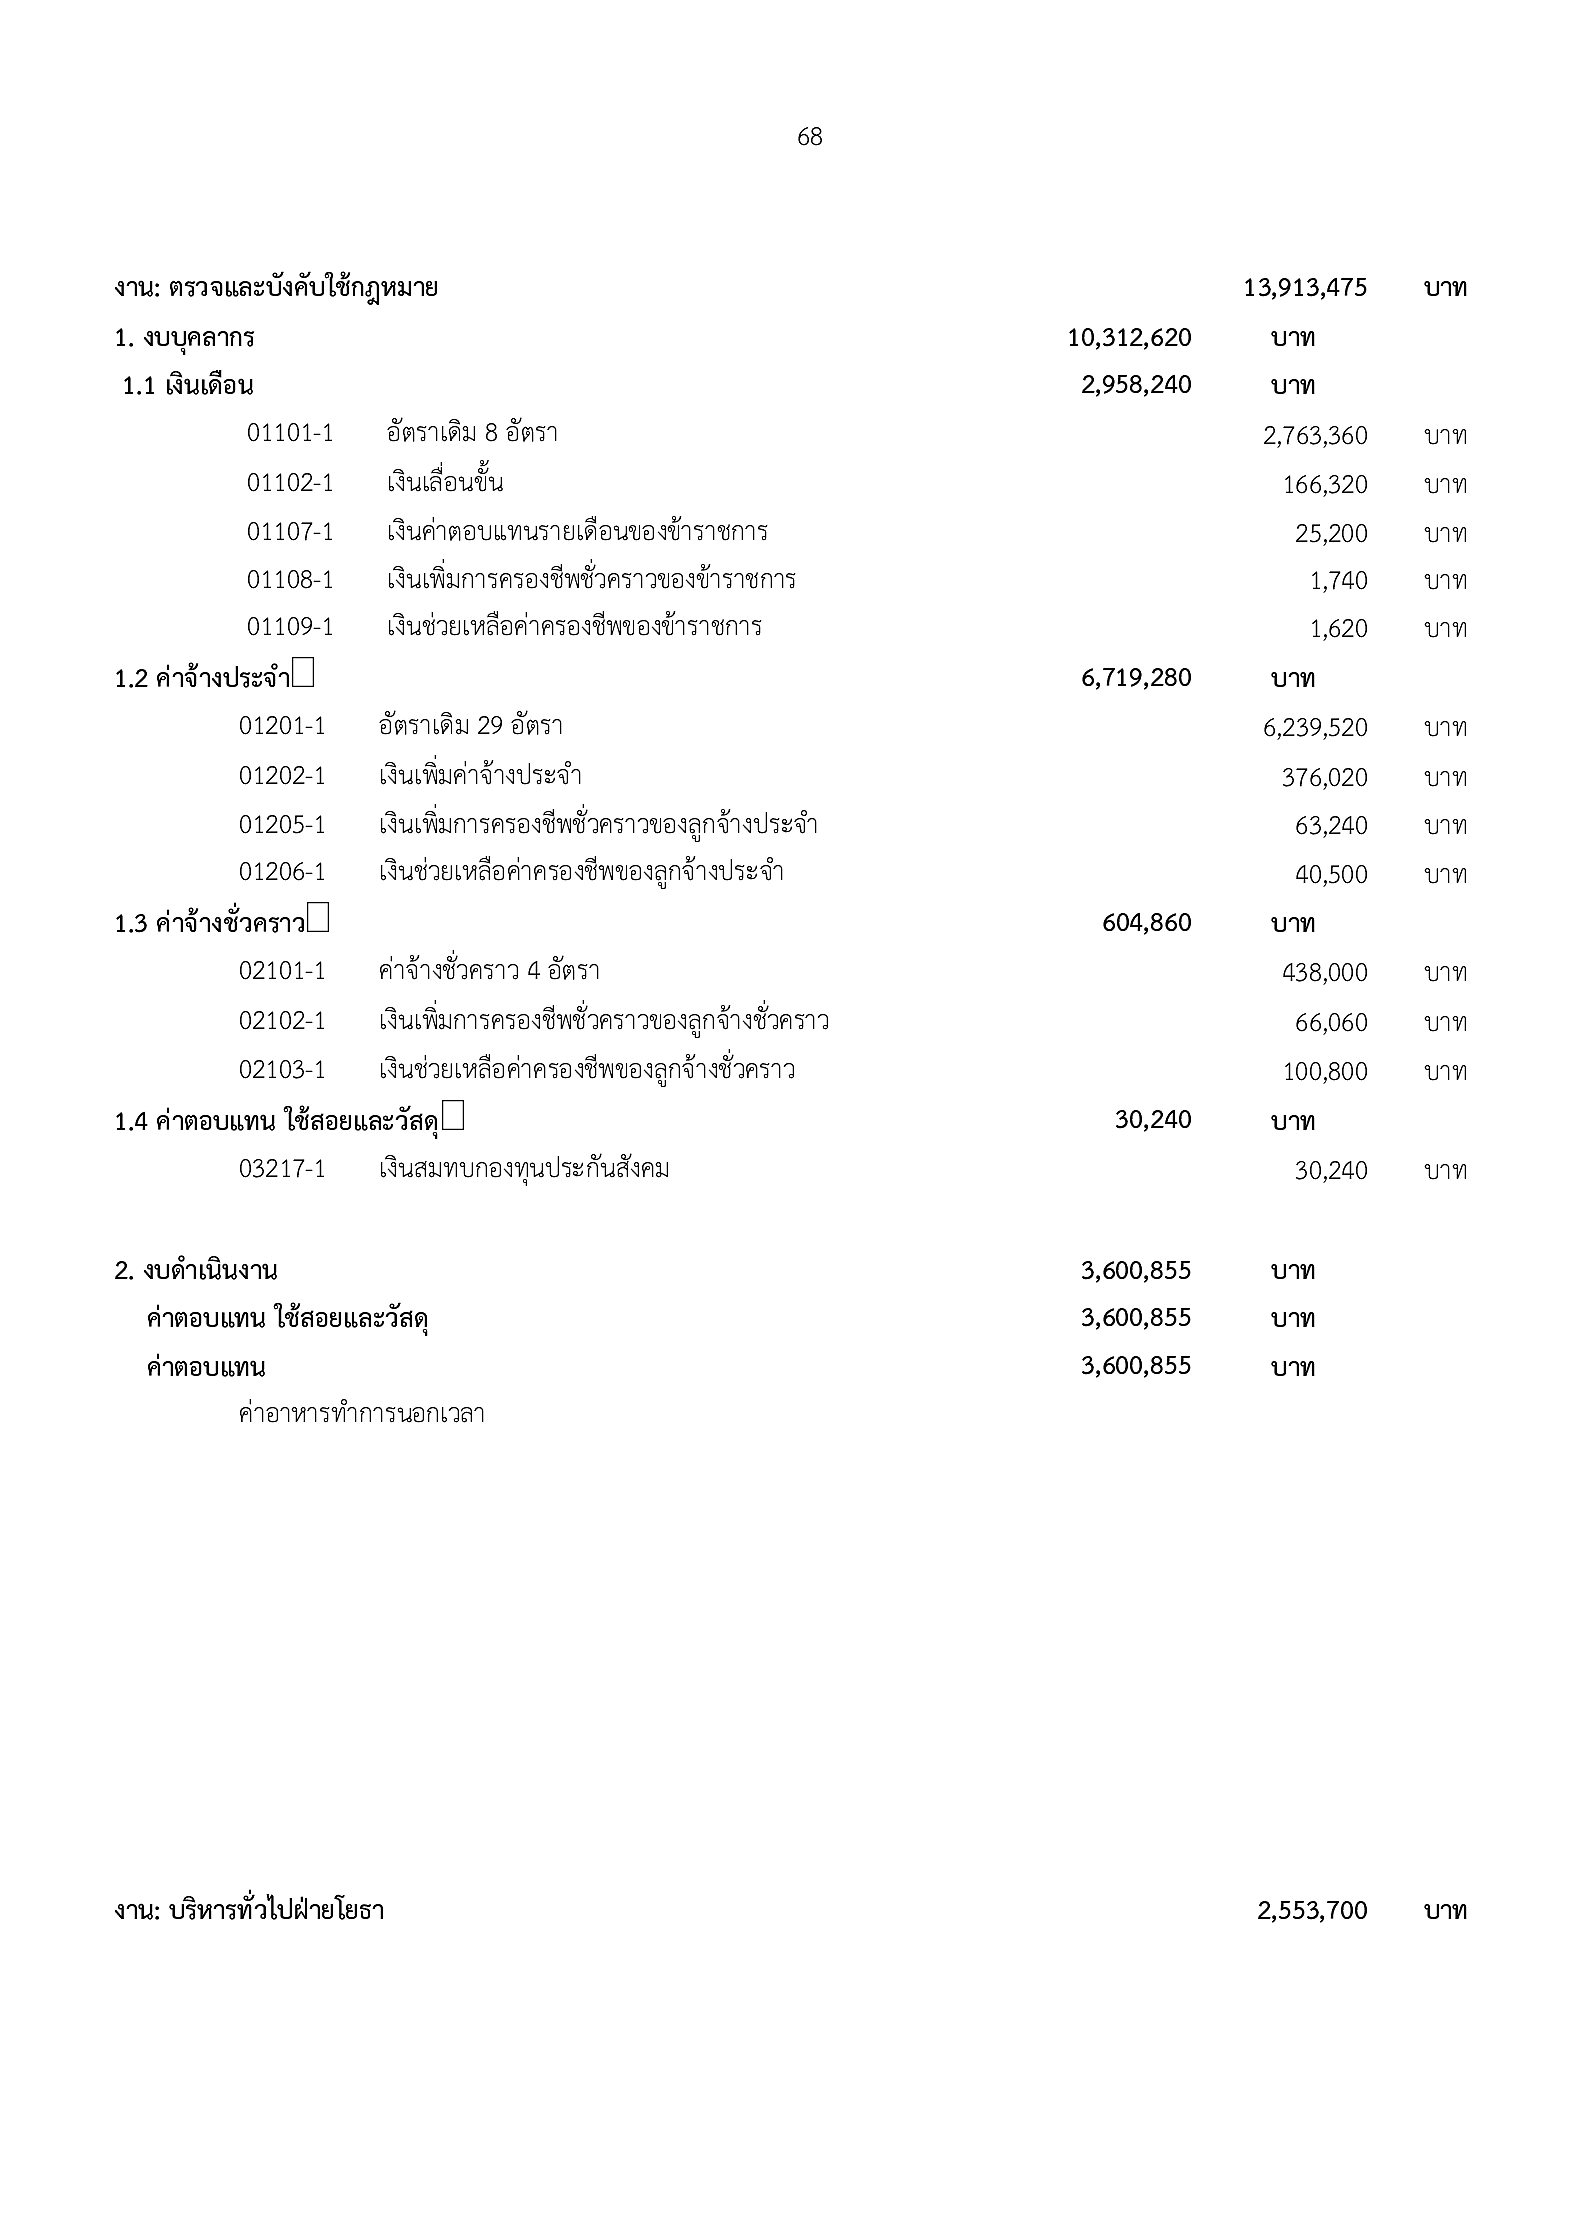 68
งาน: ตรวจและบังคับใช้กฎหมาย 13,913,475 บาท
1. งบบุคลากร 10,312,620 บาท
1.1 เงินเดือน 2,958,240 บาท
01101-1 อัตราเดิม 8 อัตรา 2,763,360 บาท
01102-1 เงินเลื่อนขั้น 166,320 บาท
01107-1 เงินค่าตอบแทนรายเดือนของข้าราชการ 25,200 บาท
01108-1 เงินเพิ่มการครองชีพชั่วคราวของข้าราชการ 1,740 บาท
01109-1 เงินช่วยเหลือค่าครองชีพของข้าราชการ 1,620 บาท
1.2 ค่าจ้างประจำ 6,719,280 บาท
01201-1 อัตราเดิม 29 อัตรา 6,239,520 บาท
01202-1 เงินเพิ่มค่าจ้างประจำ 376,020 บาท
01205-1 เงินเพิ่มการครองชีพชั่วคราวของลูกจ้างประจำ 63,240 บาท
01206-1 เงินช่วยเหลือค่าครองชีพของลูกจ้างประจำ 40,500 บาท
1.3 ค่าจ้างชั่วคราว 604,860 บาท
02101-1 ค่าจ้างชั่วคราว 4 อัตรา 438,000 บาท
02102-1 เงินเพิ่มการครองชีพชั่วคราวของลูกจ้างชั่วคราว 66,060 บาท
02103-1 เงินช่วยเหลือค่าครองชีพของลูกจ้างชั่วคราว 100,800 บาท
1.4 ค่าตอบแทน ใช้สอยและวัสดุ 30,240 บาท
03217-1 เงินสมทบกองทุนประกันสังคม 30,240 บาท
2. งบดำเนินงาน 3,600,855 บาท
ค่าตอบแทน ใช้สอยและวัสดุ 3,600,855 บาท
ค่าตอบแทน 3,600,855 บาท
ค่าอาหารทำการนอกเวลา
งาน: บริหารทั่วไปฝ่ายโยธา 2,553,700 บาท